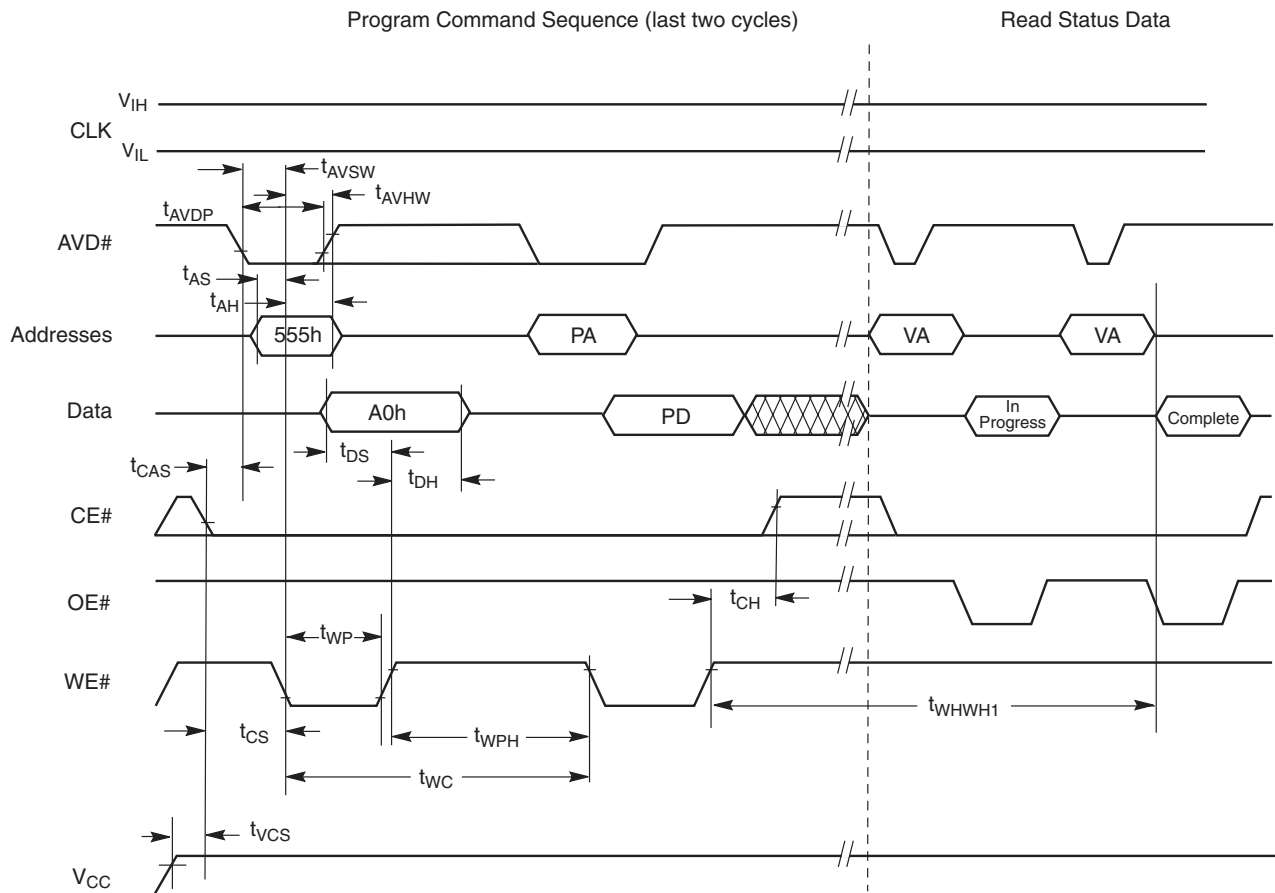 Program Command Sequence (last two cycles)
Read Status Data
VIH
CLK
VIL
tAVSW
tAVHW
tAVDP
AVD#
tAS
tAH
Addresses
555h
PA
VA
VA
Data
A0h
PD
In
Progress
Complete
tDS
tCAS
tDH
CE#
OE#
tCH
tWP
WE#
tWHWH1
tCS
tWPH
tWC
tVCS
VCC